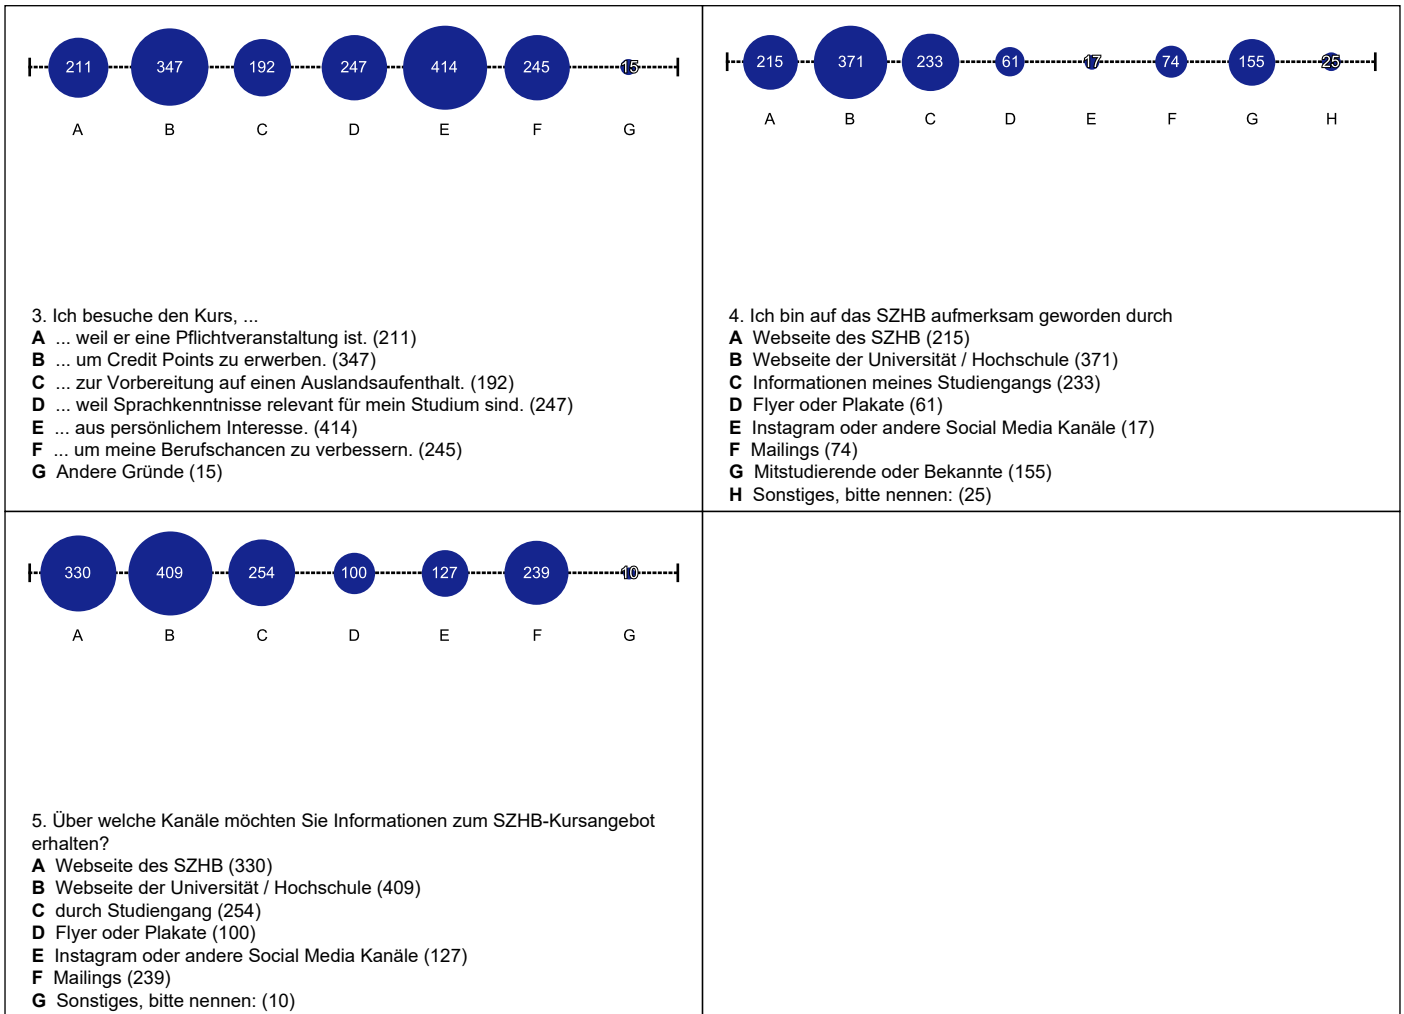 211 347 192 247 414 245 15
A B C D E F G
3. Ich besuche den Kurs, ...
A ... weil er eine Pflichtveranstaltung ist. (211)
B ... um Credit Points zu erwerben. (347)
C ... zur Vorbereitung auf einen Auslandsaufenthalt. (192)
D ... weil Sprachkenntnisse relevant für mein Studium sind. (247)
E ... aus persönlichem Interesse. (414)
F ... um meine Berufschancen zu verbessern. (245)
G Andere Gründe (15)
215 371 233 61 17 74 155 25
A B C D E F G H
4. Ich bin auf das SZHB aufmerksam geworden durch
A Webseite des SZHB (215)
B Webseite der Universität / Hochschule (371)
C Informationen meines Studiengangs (233)
D Flyer oder Plakate (61)
E Instagram oder andere Social Media Kanäle (17)
F Mailings (74)
G Mitstudierende oder Bekannte (155)
H Sonstiges, bitte nennen: (25)
330 409 254 100 127 239 10
A B C D E F G
5. Über welche Kanäle möchten Sie Informationen zum SZHB-Kursangebot
erhalten?
A Webseite des SZHB (330)
B Webseite der Universität / Hochschule (409)
C durch Studiengang (254)
D Flyer oder Plakate (100)
E Instagram oder andere Social Media Kanäle (127)
F Mailings (239)
G Sonstiges, bitte nennen: (10)